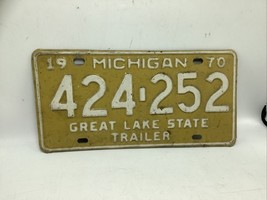 19 MICHIGAN 70
424-252
GREAT LAKE STATE
TRAILER